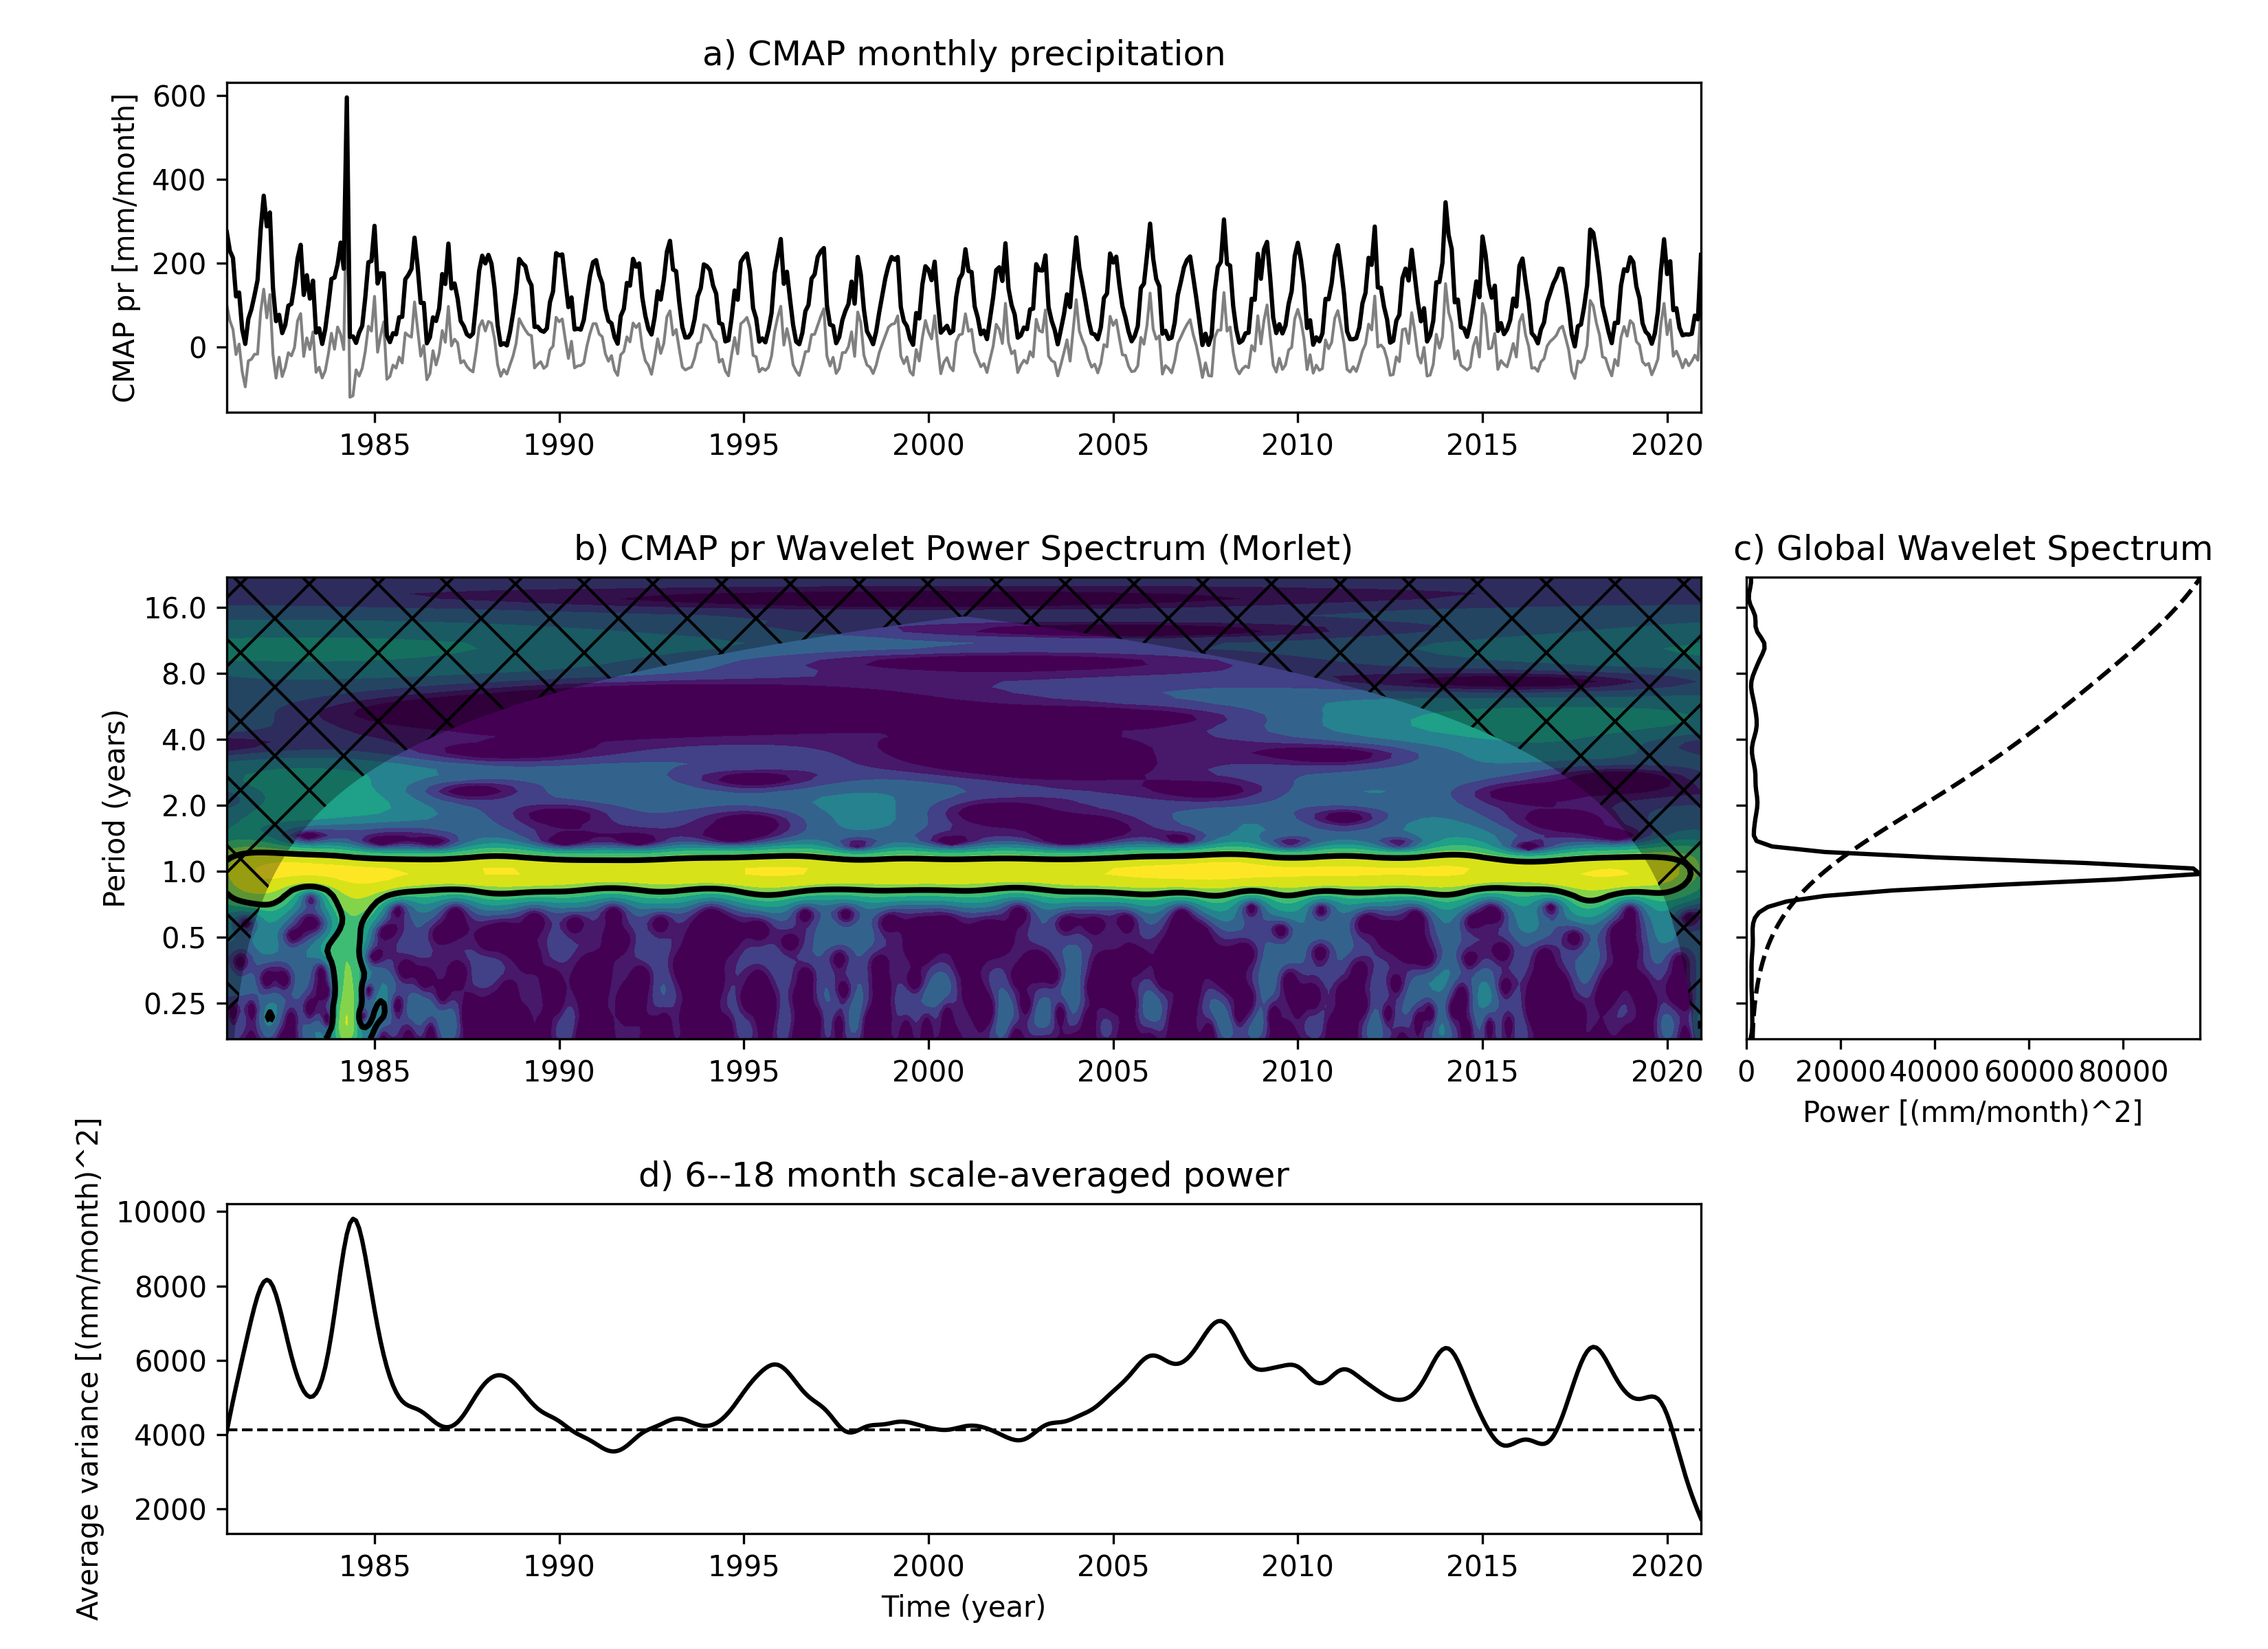 a) CMAP monthly precipitation
CMAP pr [mm/month]
600
400
200
0
1985 1990 1995 2000 2005 2010 2015 2020
b) CMAP pr Wavelet Power Spectrum (Morlet)
Period (years)
16.0
8.0
4.0
2.0
1.0
0.5
0.25
1985 1990 1995 2000 2005 2010 2015 2020
c) Global Wavelet Spectrum
0 20000 40000 60000 80000
Power [(mm/month)^2]
d) 6--18 month scale-averaged power
Average variance [(mm/month)^2]
10000
8000
6000
4000
2000
1985 1990 1995 2000 2005 2010 2015 2020
Time (year)